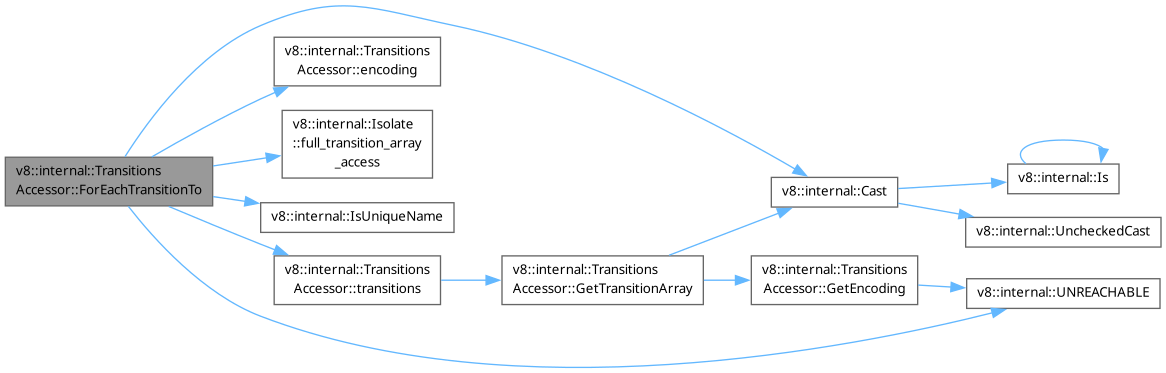 v8::internal::Transitions
Accessor::ForEachTransitionTo
v8::internal::Transitions
Accessor::encoding
v8::internal::Isolate
::full_transition_array
_access
v8::internal::IsUniqueName
v8::internal::Transitions
Accessor::transitions
v8::internal::Transitions
Accessor::GetTransitionArray
v8::internal::Cast
v8::internal::Transitions
Accessor::GetEncoding
v8::internal::Is
v8::internal::UncheckedCast
v8::internal::UNREACHABLE